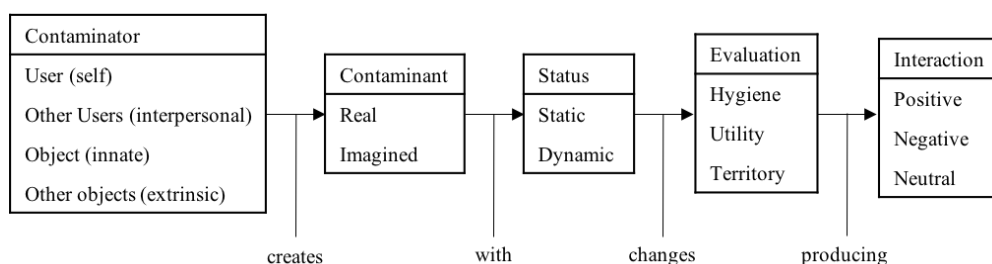 Contaminator
User (self)
Other Users (interpersonal)
Object (innate)
Other objects (extrinsic)
Contaminant
Real
Imagined
Status
Static
Dynamic
Evaluation
Hygiene
Utility
Territory
Interaction
Positive
Negative
Neutral
creates
with
changes
producing